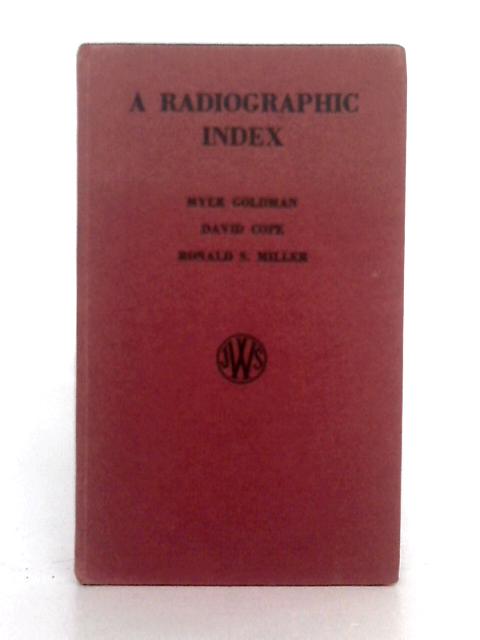 A RADIOGRAPHIC
INDEX
MYER GOLDMAN
DAVID COPE
RONALD S. MILLER
JWS